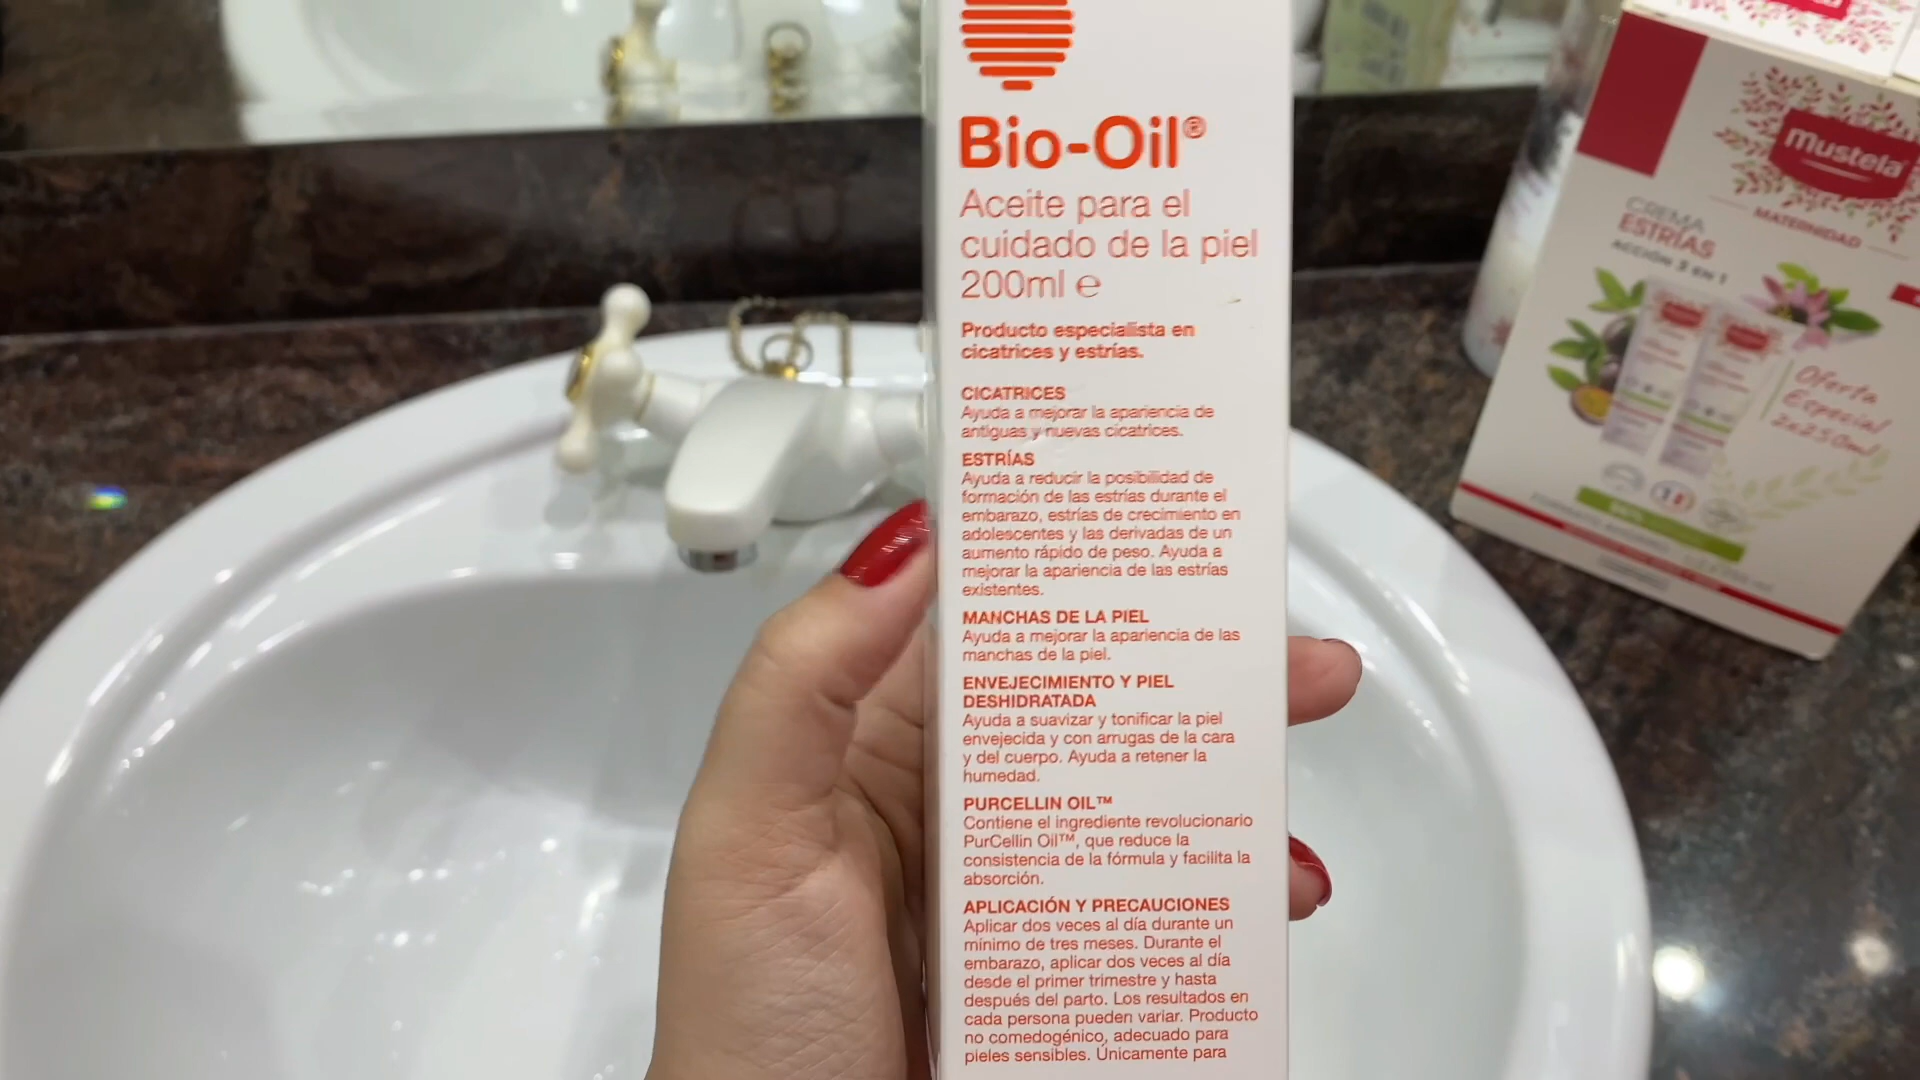 Bio-Oil®
Aceite para el
cuidado de la piel
200ml ℮
Producto especialista en
cicatrices y estrías.
CICATRICES
Ayuda a mejorar la apariencia de
antiguas y nuevas cicatrices.
ESTRÍAS
Ayuda a reducir la posibilidad de
formación de las estrías durante el
embarazo, estrías de crecimiento en
adolescentes y las derivadas de un
aumento rápido de peso. Ayuda a
mejorar la apariencia de las estrías
existentes.
MANCHAS DE LA PIEL
Ayuda a mejorar la apariencia de las
manchas de la piel.
ENVEJECIMIENTO Y PIEL
DESHIDRATADA
Ayuda a suavizar y tonificar la piel
envejecida y con arrugas de la cara
y del cuerpo. Ayuda a retener la
humedad.
PURCELLIN OIL™
Contiene el ingrediente revolucionario
PurCellin Oil™, que reduce la
consistencia de la fórmula y facilita la
absorción.
APLICACIÓN Y PRECAUCIONES
Aplicar dos veces al día durante un
mínimo de tres meses. Durante el
embarazo, aplicar dos veces al día
desde el primer trimestre y hasta
después del parto. Los resultados en
cada persona pueden variar. Producto
no comedogénico, adecuado para
pieles sensibles. Únicamente para
mustela
MATERNIDAD
CREMA
ESTRÍAS
ACCIÓN 3 EN 1
Oferta
Especial
2x250ml